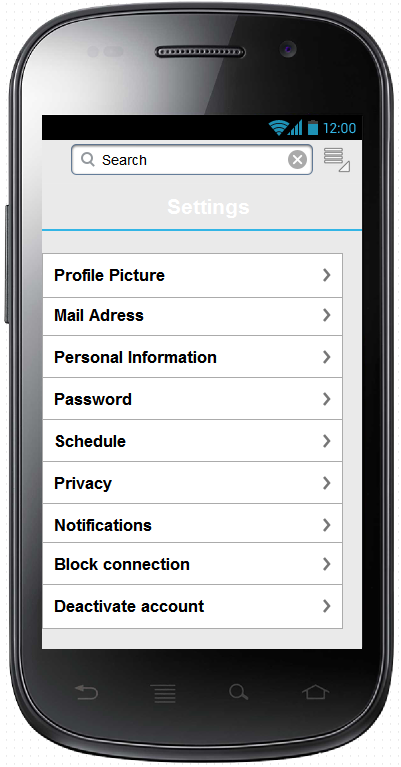 12:00
Search
Settings
Profile Picture
Mail Adress
Personal Information
Password
Schedule
Privacy
Notifications
Block connection
Deactivate account